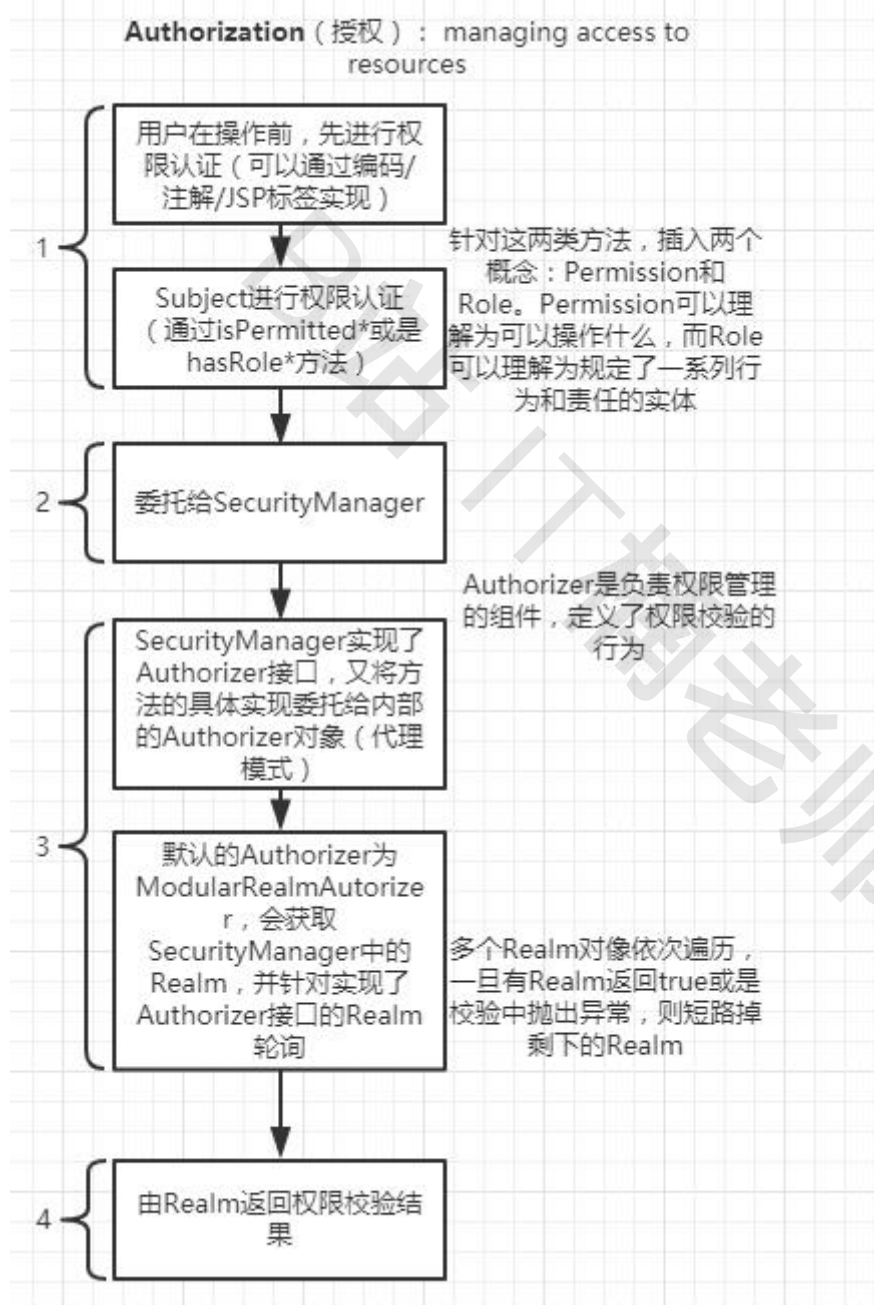 Authorization（授权）：managing access to
resources
用户在操作前，先进行权
限认证（可以通过编码/
注解/JSP标签实现）
1
针对这两类方法，插入两个
概念：Permission和
Role。Permission可以理
解为可以操作什么，而Role
可以理解为规定了一系列行
为和责任的实体
Subject进行权限认证
（通过isPermitted*或是
hasRole*方法）
2
委托给SecurityManager
Authorizer是负责权限管理
的组件，定义了权限校验的
行为
SecurityManager实现了
Authorizer接口，又将方
法的具体实现委托给内部
的Authorizer对象（代理
模式）
3
默认的Authorizer为
ModularRealmAutorize
r，会获取
SecurityManager中的
Realm，并针对实现了
Authorizer接口的Realm
轮询
多个Realm对像依次遍历，
一旦有Realm返回true或是
校验中抛出异常，则短路掉
剩下的Realm
4
由Realm返回权限校验结
果
B站-IT楠老师